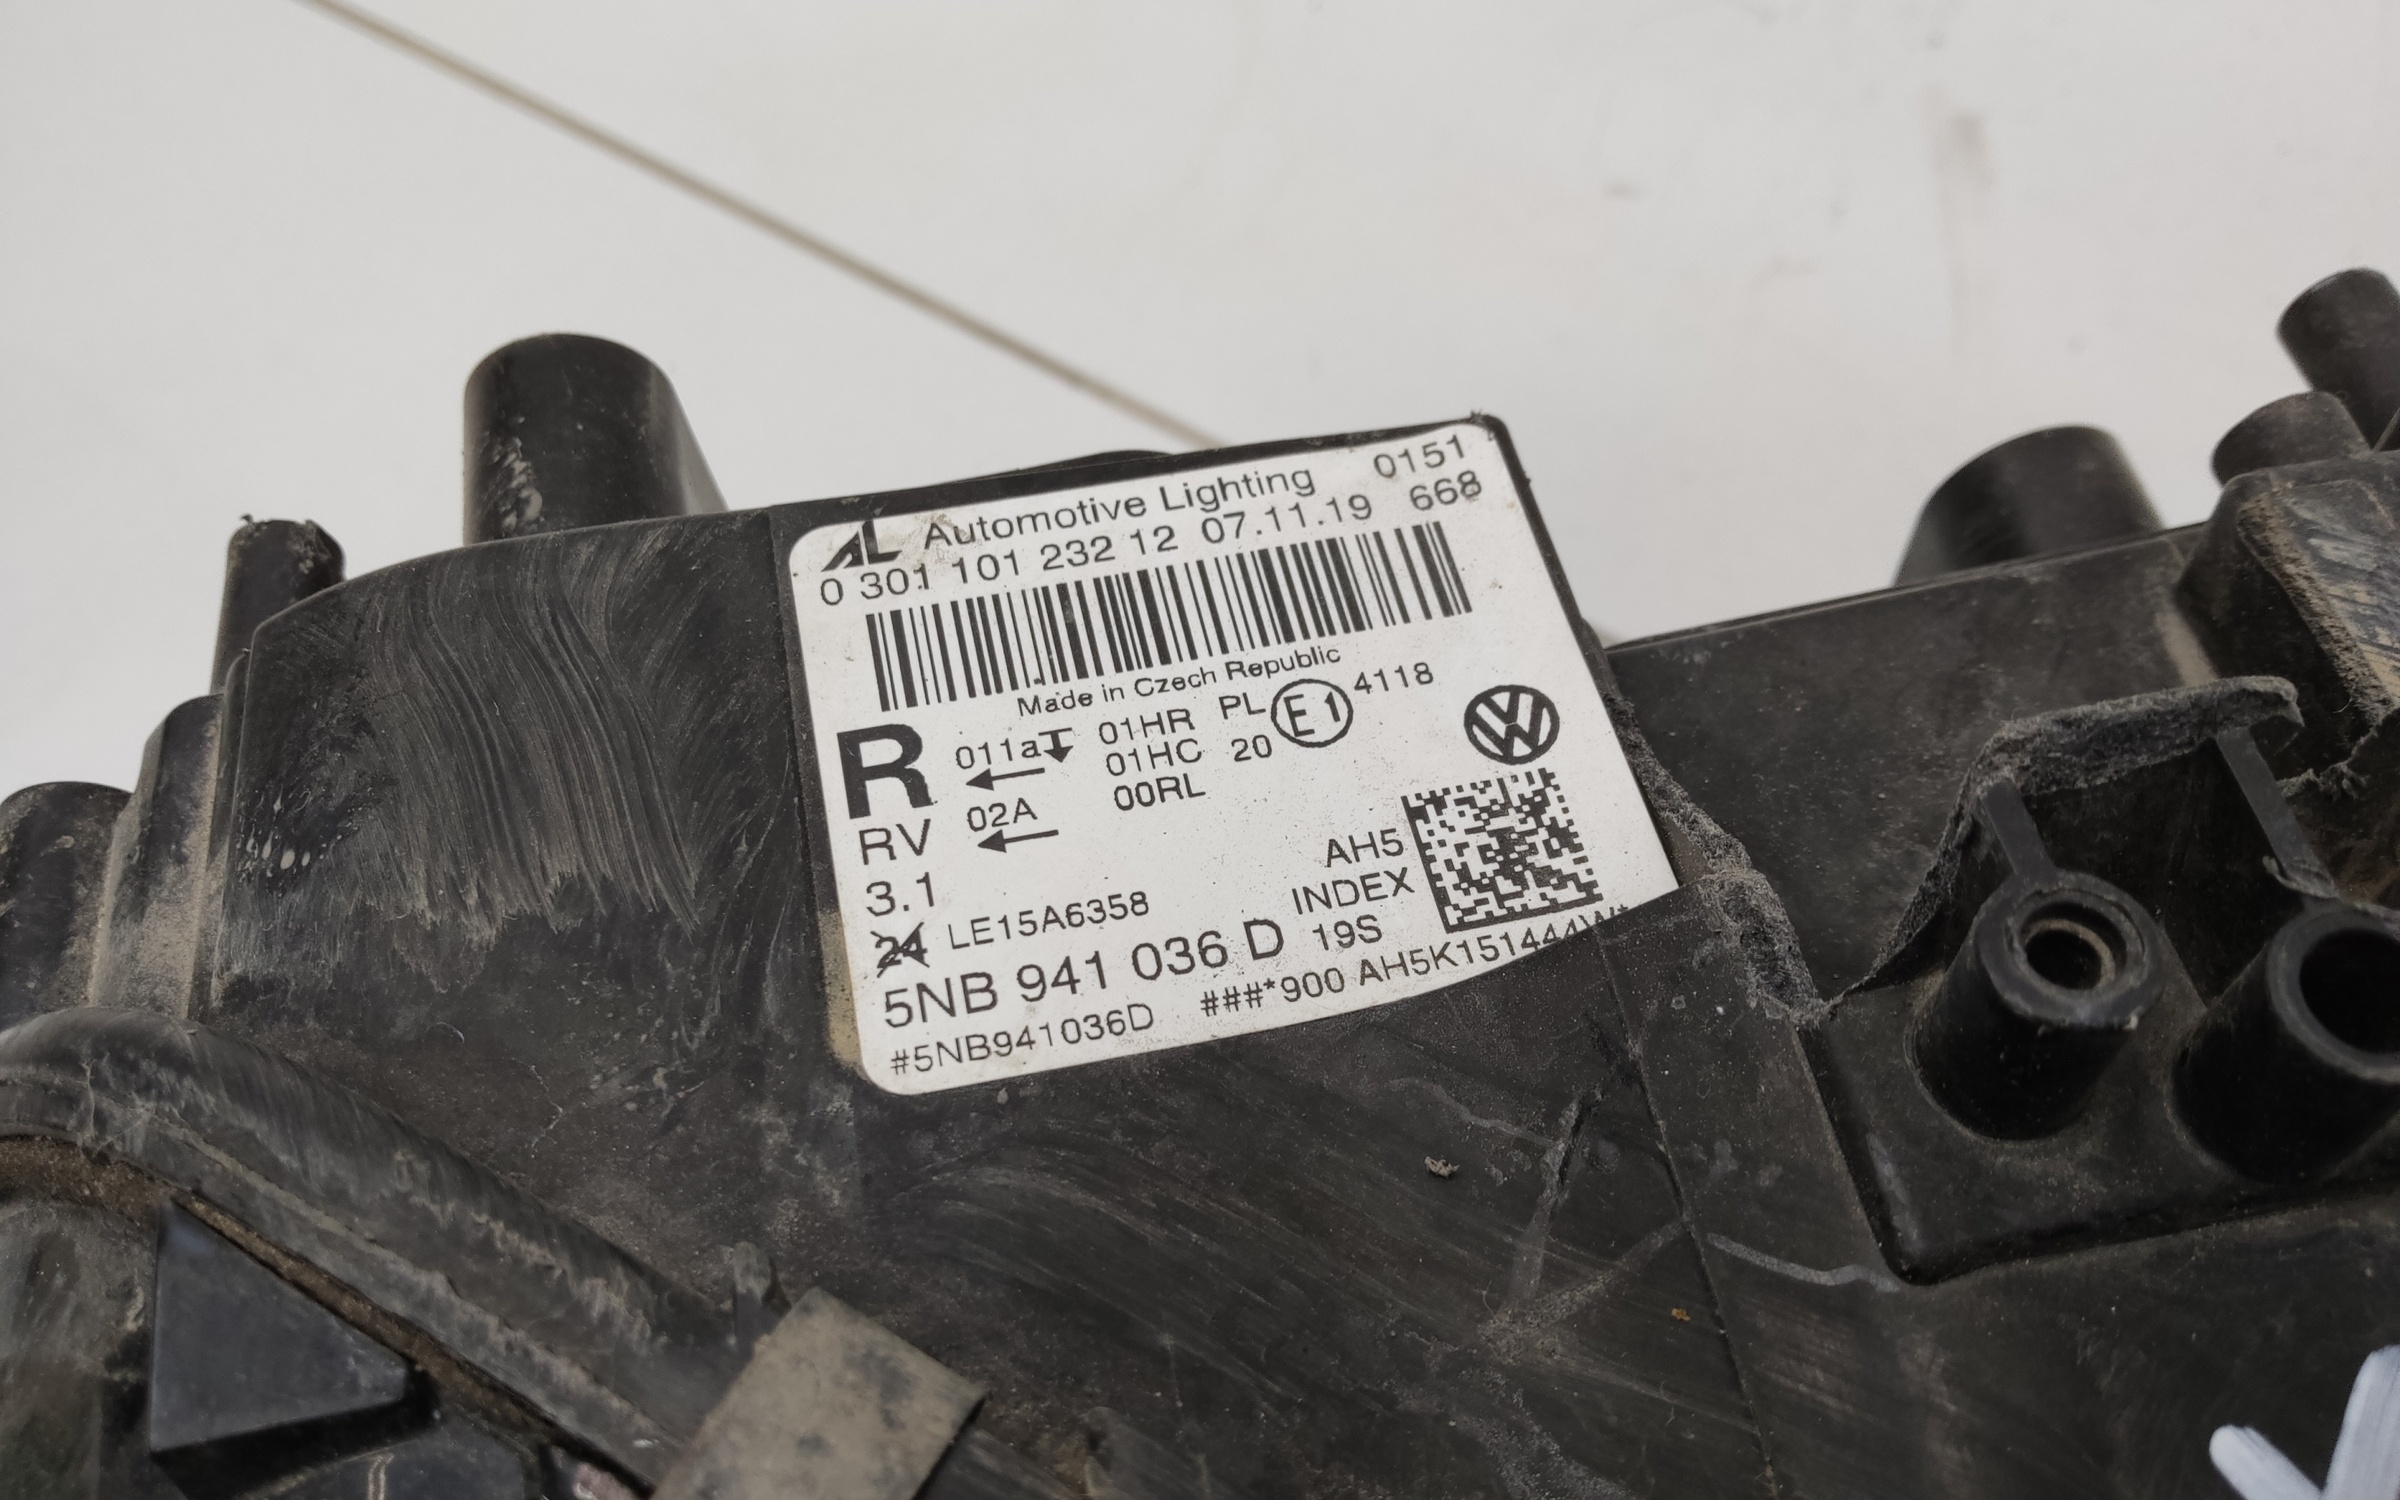 AL Automotive Lighting 0151
0 301 101 232 12 07.11.19 668
Made in Czech Republic
R 011a 01HR PL E1 4118
01HC 20
02A 00RL
RV
3.1 AH5
24 LE15A6358 INDEX
5NB 941 036 D 19S
#5NB941036D ###*900 AH5K151444W*